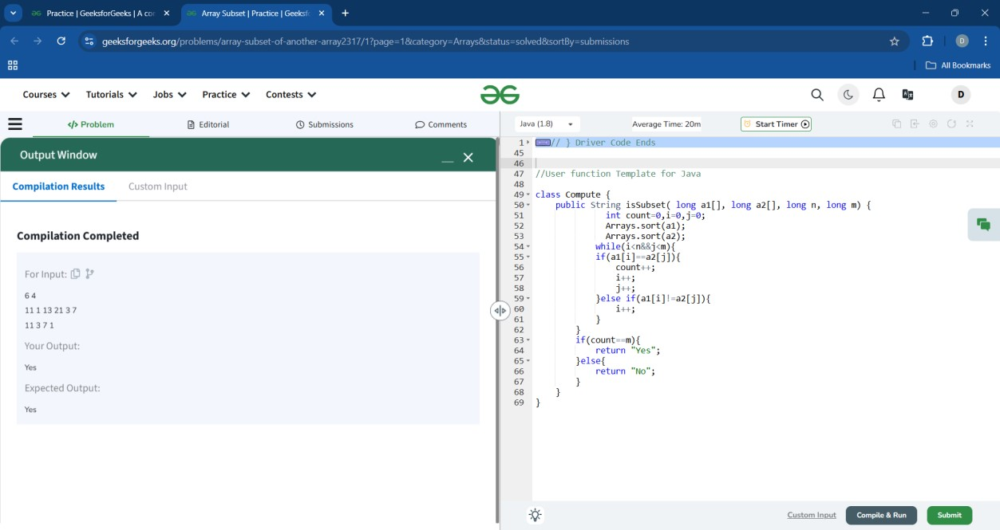 Practice | GeeksforGeeks | A cor
Array Subset | Practice | Geeksfc
geeksforgeeks.org/problems/array-subset-of-another-array2317/1?page=1&category=Arrays&status=solved&sortBy=submissions
D
All Bookmarks
Courses
Tutorials
Jobs
Practice
Contests
D
Problem
Editorial
Submissions
Comments
Java (1.8)
Average Time: 20m
Start Timer
Output Window
Compilation Results
Custom Input
Compilation Completed
For Input:
6 4
11 1 13 21 3 7
11 3 7 1
Your Output:
Yes
Expected Output:
Yes
1 // } Driver Code Ends
45
46
47 //User function Template for Java
48
49 class Compute {
50 public String isSubset( long a1[], long a2[], long n, long m) {
51 int count=0,i=0,j=0;
52 Arrays.sort(a1);
53 Arrays.sort(a2);
54 while(i<n&&j<m){
55 if(a1[i]==a2[j]){
56 count++;
57 i++;
58 j++;
59 }else if(a1[i]!=a2[j]){
60 i++;
61 }
62 }
63 if(count==m){
64 return "Yes";
65 }else{
66 return "No";
67 }
68 }
69 }
Custom Input
Compile & Run
Submit